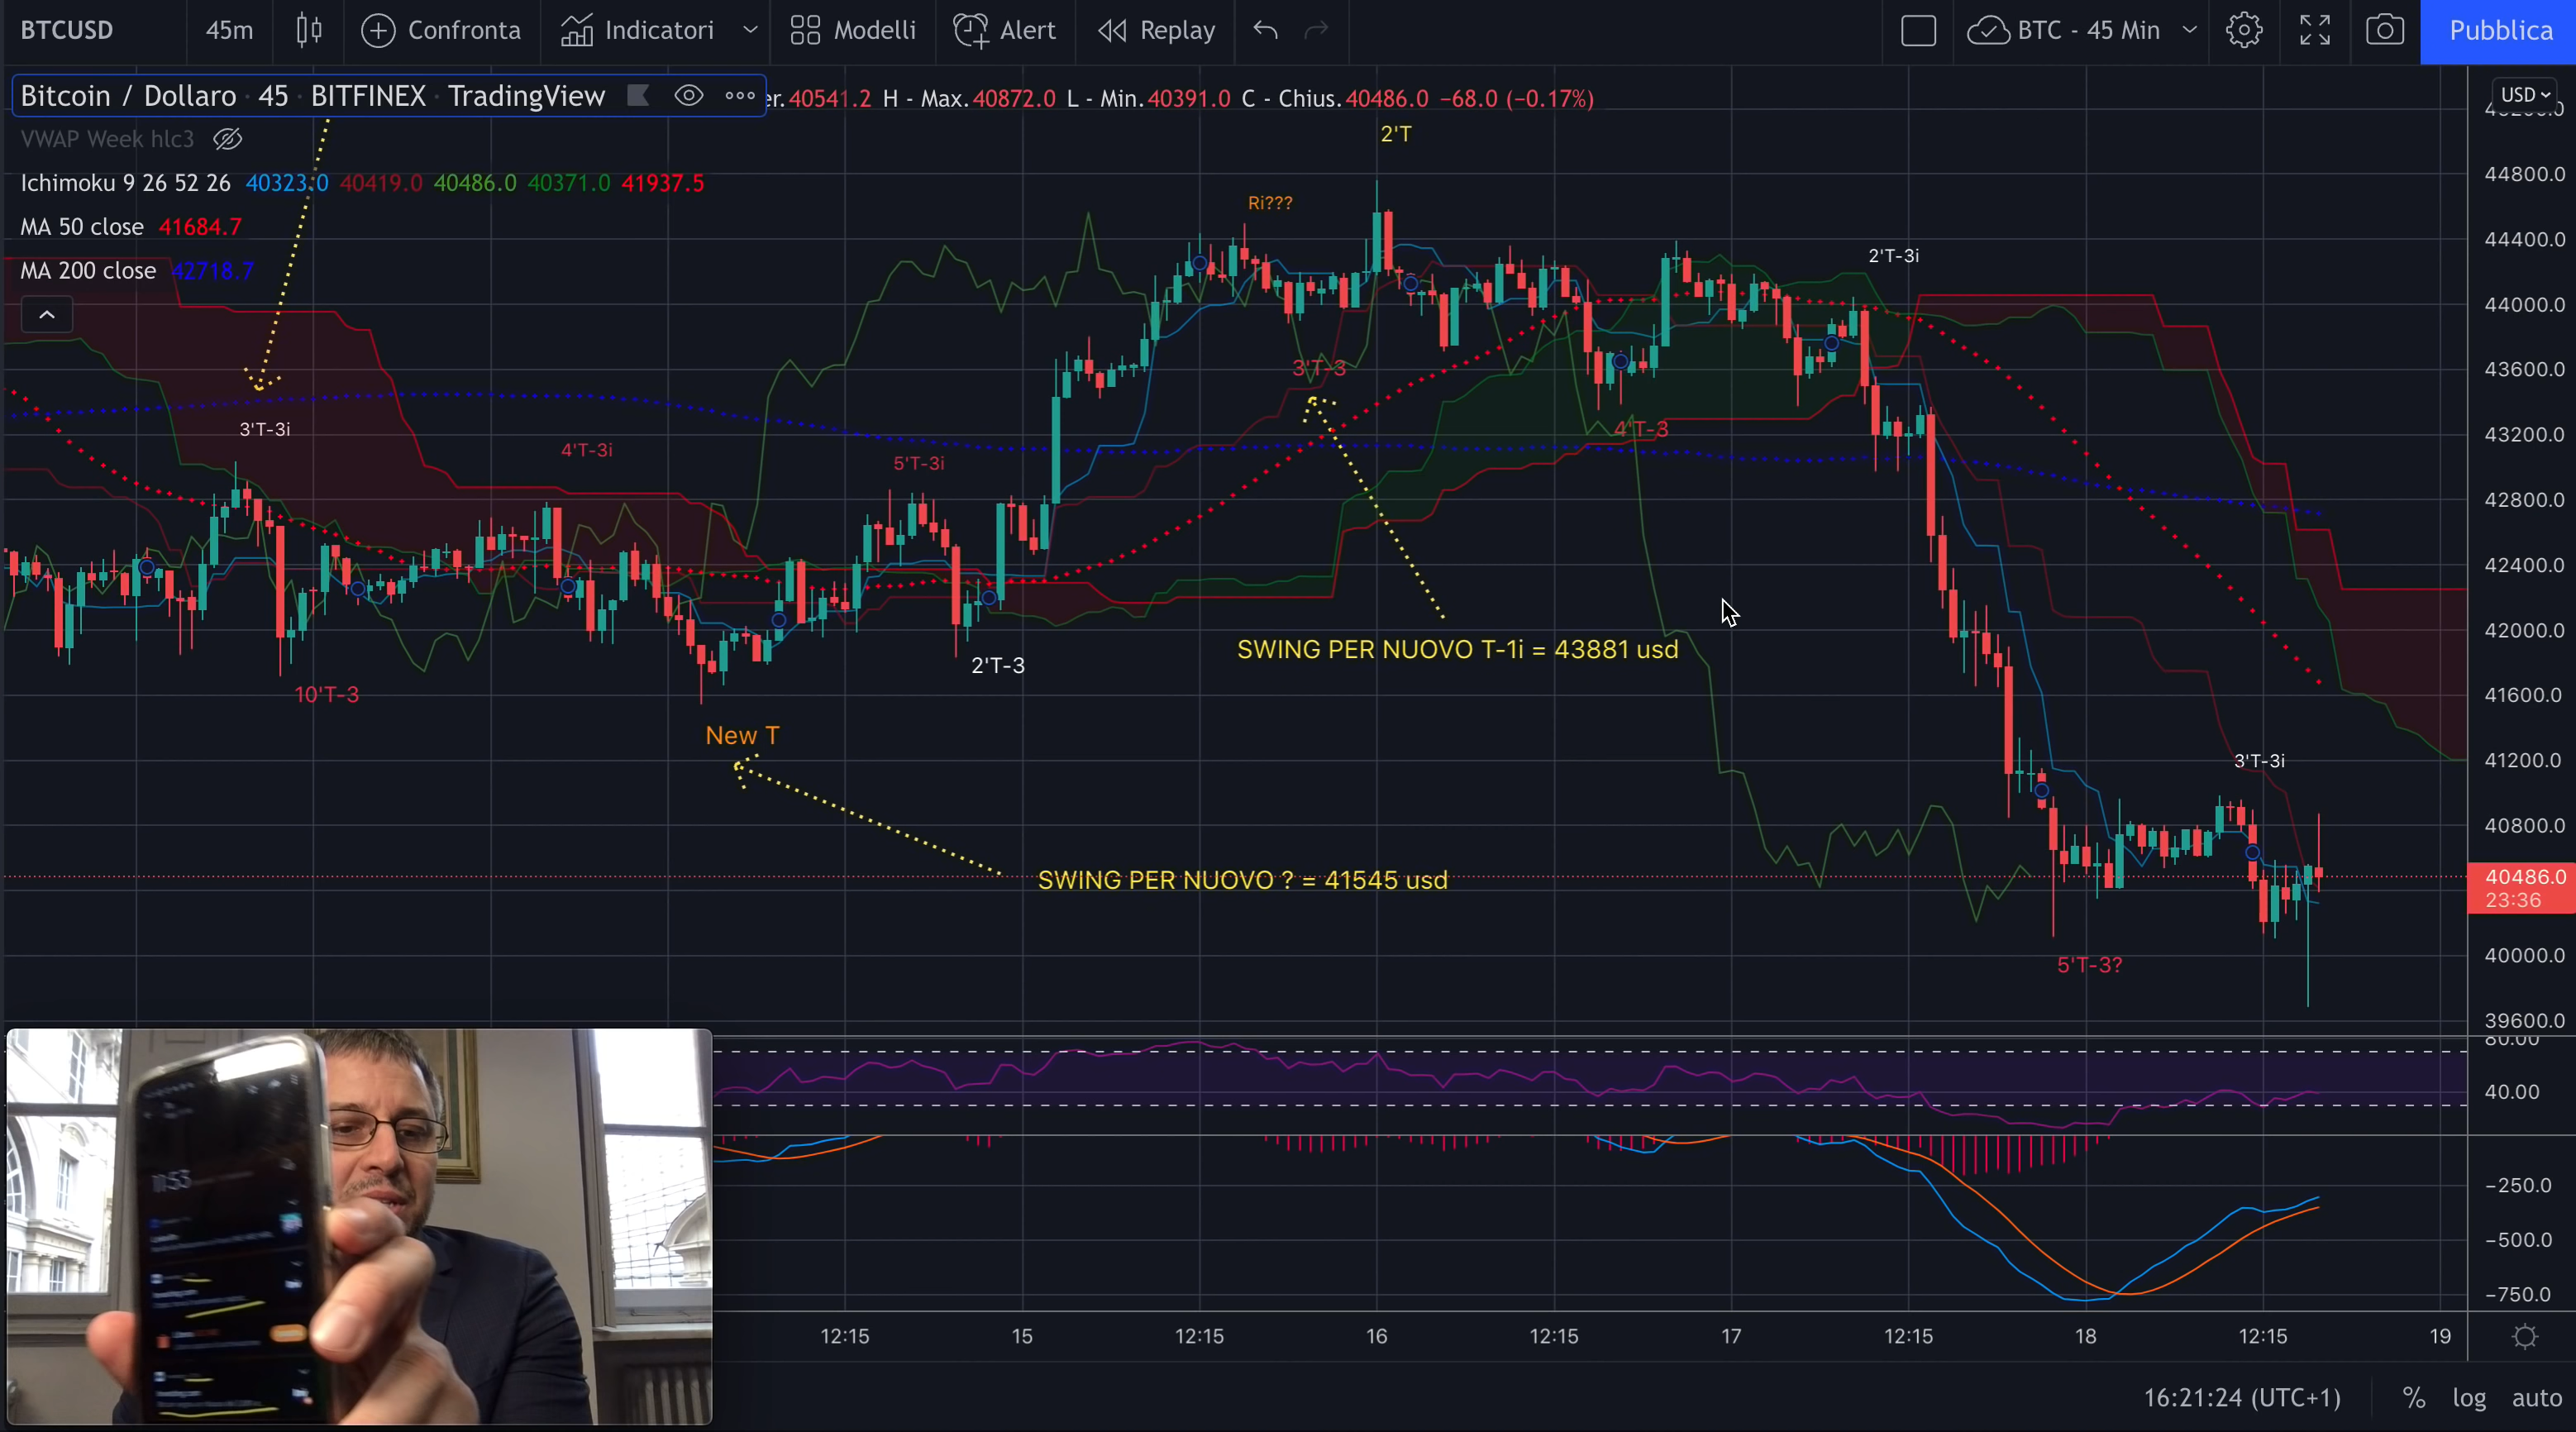 BTCUSD 45m Confronta Indicatori Modelli Alert Replay BTC - 45 Min Pubblica
Bitcoin / Dollaro · 45 · BITFINEX · TradingView er. 40541.2 H - Max. 40872.0 L - Min. 40391.0 C - Chius. 40486.0 −68.0 (−0.17%)
USD
VWAP Week hlc3
2'T
Ichimoku 9 26 52 26 40323.0 40419.0 40486.0 40371.0 41937.5
44800.0
Ri???
MA 50 close 41684.7
44400.0
2'T-3i
MA 200 close 42718.7
44000.0
3'T-3
43600.0
3'T-3i
4'T-3
43200.0
4'T-3i
5'T-3i
42800.0
42400.0
42000.0
SWING PER NUOVO T-1i = 43881 usd
2'T-3
10'T-3
41600.0
New T
3'T-3i
41200.0
40800.0
SWING PER NUOVO ? = 41545 usd
40486.0
23:36
5'T-3?
40000.0
39600.0
80.00
40.00
11:53
−250.0
−500.0
−750.0
12:15 15 12:15 16 12:15 17 12:15 18 12:15 19
16:21:24 (UTC+1) % log auto